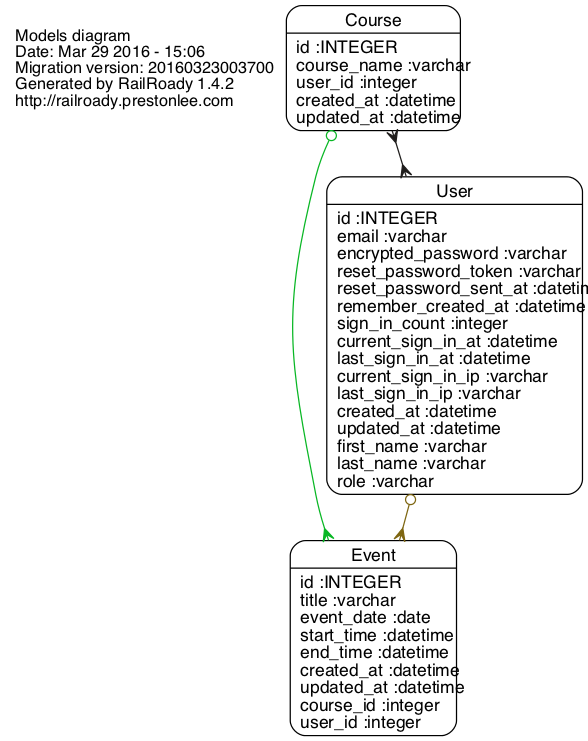 Models diagram
Date: Mar 29 2016 - 15:06
Migration version: 20160323003700
Generated by RailRoady 1.4.2
http://railroady.prestonlee.com
Course
id :INTEGER
course_name :varchar
user_id :integer
created_at :datetime
updated_at :datetime
User
id :INTEGER
email :varchar
encrypted_password :varchar
reset_password_token :varchar
reset_password_sent_at :datetim
remember_created_at :datetime
sign_in_count :integer
current_sign_in_at :datetime
last_sign_in_at :datetime
current_sign_in_ip :varchar
last_sign_in_ip :varchar
created_at :datetime
updated_at :datetime
first_name :varchar
last_name :varchar
role :varchar
Event
id :INTEGER
title :varchar
event_date :date
start_time :datetime
end_time :datetime
created_at :datetime
updated_at :datetime
course_id :integer
user_id :integer